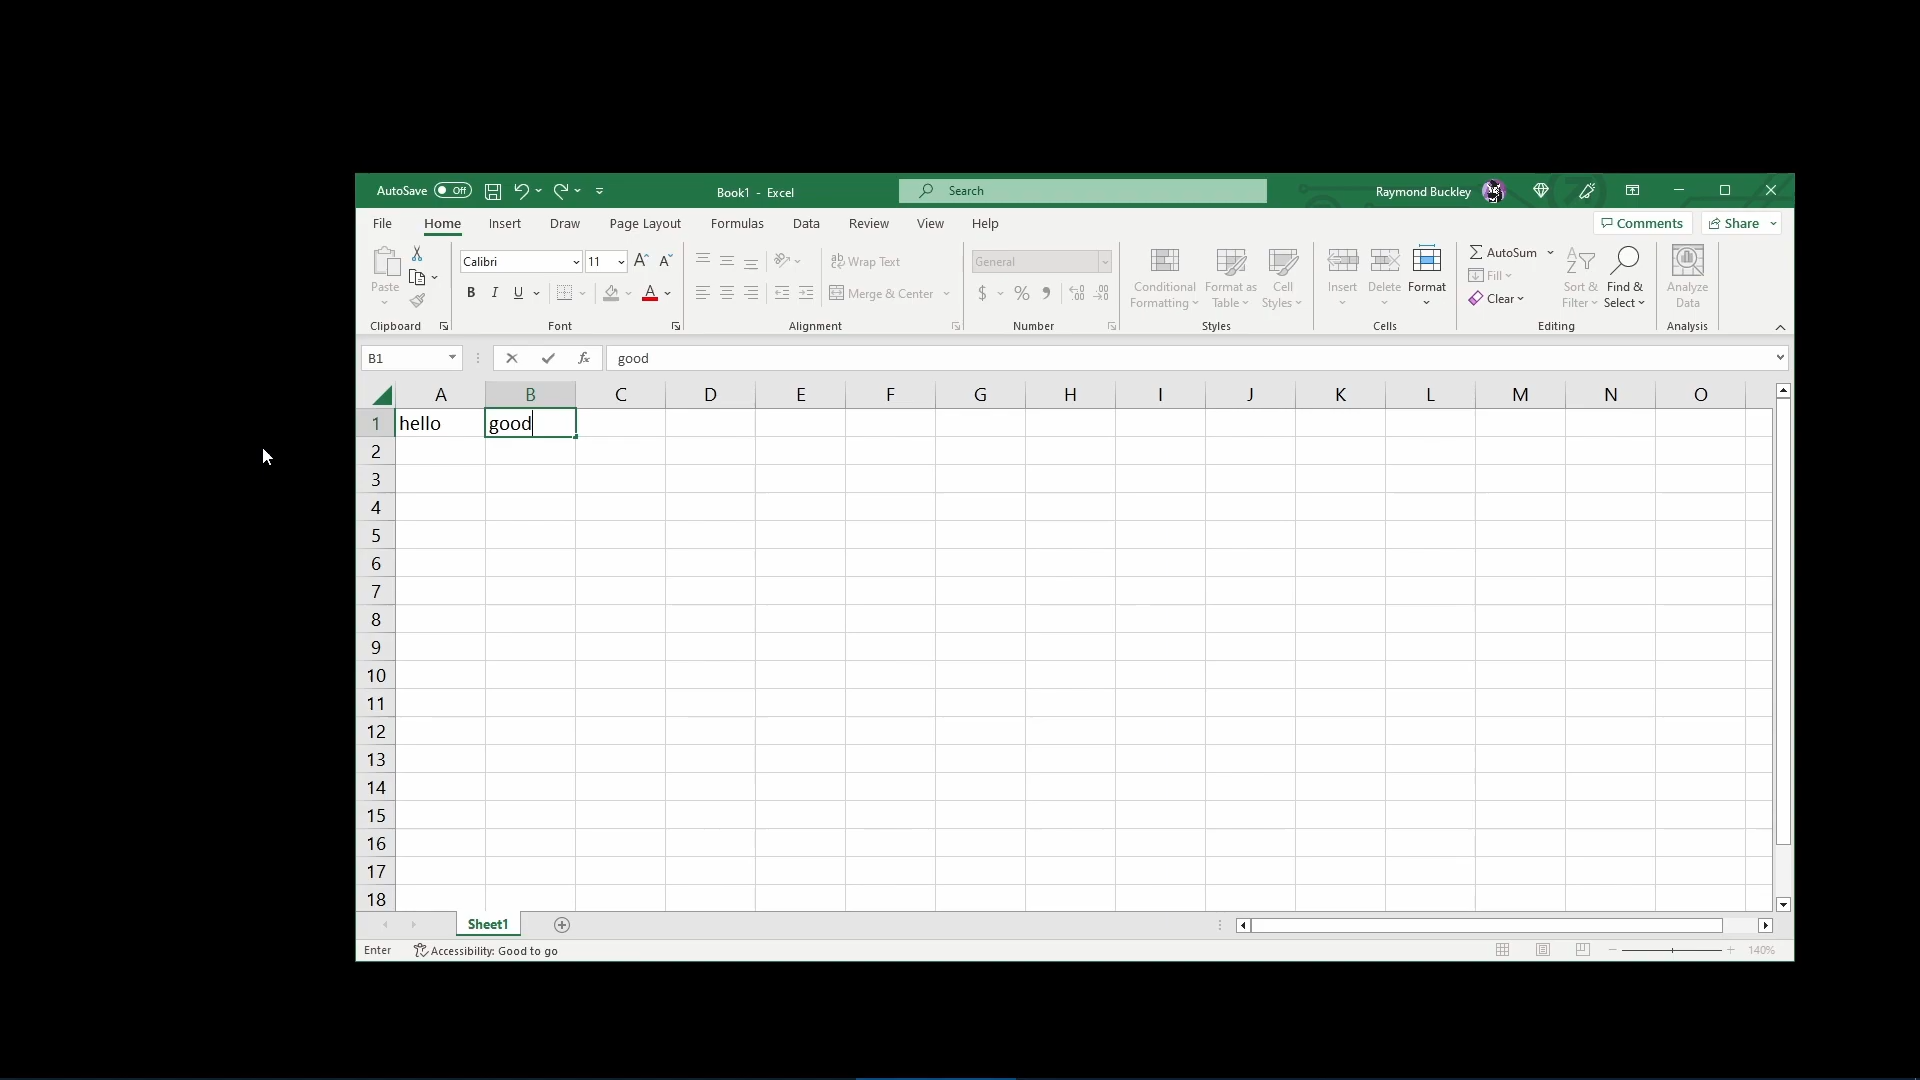 AutoSave Off Book1 - Excel Search Raymond Buckley
File Home Insert Draw Page Layout Formulas Data Review View Help Comments Share
Calibri 11 ab Wrap Text General AutoSum
Paste Fill
B I U A Merge & Center $ % Conditional Formatting Format as Table Cell Styles Insert Delete Format Clear Sort & Filter Find & Select Analyze Data
Clipboard Font Alignment Number Styles Cells Editing Analysis
B1 fx good
A B C D E F G H I J K L M N O
1 hello good
2
3
4
5
6
7
8
9
10
11
12
13
14
15
16
17
18
Sheet1
Enter Accessibility: Good to go 140%